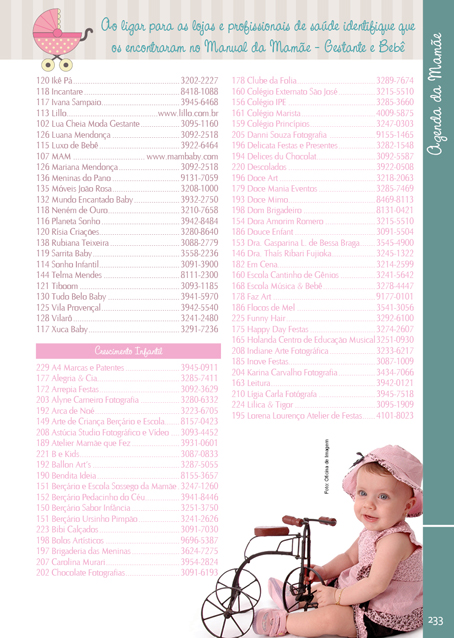 Ao ligar para as lojas e profissionais de saúde identifique que
os encontraram no Manual da Mamãe - Gestante e Bebê
Agenda da Mamãe
120 Ikê Pá 3202-2227
118 Incantare 8418-1088
117 Ivana Sampaio 3945-6468
113 Lillo www.lillo.com.br
102 Lua Cheia Moda Gestante 3095-1160
126 Luana Mendonça 3092-2518
115 Luxo de Bebê 3922-6464
107 MAM www.mambaby.com
126 Mariana Mendonça 3092-2518
136 Meninas do Pano 9131-7059
135 Móveis João Rosa 3208-1000
132 Mundo Encantado Baby 3932-2750
118 Neném de Ouro 3210-7658
116 Planeta Sonho 3942-8484
120 Rísia Criações 3280-8640
138 Rubiana Teixeira 3088-2779
119 Sarrita Baby 3558-2236
114 Sonho Infantil 3091-3900
144 Telma Mendes 8111-2300
121 Tiboom 3093-1185
130 Tudo Belo Baby 3941-5970
125 Vila Provençal 3942-5540
128 Vilarô 3241-2480
117 Xuca Baby 3291-7236
Crescimento Infantil
229 A4 Marcas e Patentes 3945-0911
177 Alegria & Cia 3285-7411
172 Arrepia Festas 3092-3629
203 Alyne Carneiro Fotografia 3280-6332
192 Arca de Noé 3223-6705
149 Arte de Criança Berçário e Escola 8157-0423
208 Astúcia Studio Fotográfico e Vídeo 3093-4452
189 Atelier Mamãe que Fez 3931-0601
221 B e Kids 3087-0833
192 Ballon Art's 3287-5055
190 Bendita Ideia 8155-3657
151 Berçário e Escola Sossego da Mamãe 3247-1260
152 Berçário Pedacinho do Céu 3941-8446
150 Berçário Sabor Infância 3251-3750
151 Berçário Ursinho Pimpão 3241-2626
223 Bibi Calçados 3091-7030
198 Bolos Artísticos 9696-5387
197 Brigaderia das Meninas 3624-7275
207 Carolina Murari 3954-2824
202 Chocolate Fotografias 3091-6193
178 Clube da Folia 3289-7674
160 Colégio Externato São José 3215-5510
156 Colégio IPE 3285-3660
161 Colégio Marista 4009-5875
159 Colégio Princípios 3247-0303
205 Danni Souza Fotografia 9155-1465
196 Delicata Festas e Presentes 3282-1548
194 Delices du Chocolat 3092-5587
220 Descolados 3922-0508
196 Doce Art 3218-2063
179 Doce Mania Eventos 3285-7469
193 Doce Mimo 8469-8113
198 Dom Brigadeiro 8131-0421
154 Dora Amorim Romero 3215-5510
186 Douce Enfant 3091-5504
153 Dra. Gasparina L. de Bessa Braga 3545-4900
146 Dra. Thaís Ribari Fujioka 3245-1322
182 Em Cena 3214-2599
160 Escola Cantinho de Gênios 3241-5642
168 Escola Música & Bebê 3278-4447
178 Faz Art 9177-0101
186 Flocos de Mel 3541-3056
225 Funny Hair 3292-6100
175 Happy Day Festas 3274-2607
165 Holanda Centro de Educação Musical 3251-0930
208 Indiane Arte Fotográfica 3233-6217
185 Inove Festas 3087-1009
204 Karina Carvalho Fotografia 3434-7066
163 Leitura 3942-0121
210 Lígia Carla Fotógrafa 3945-7518
224 Lilica & Tigor 3095-1909
195 Lorena Lourenço Atelier de Festas 4101-8023
Foto: Oficina de Imagem
233